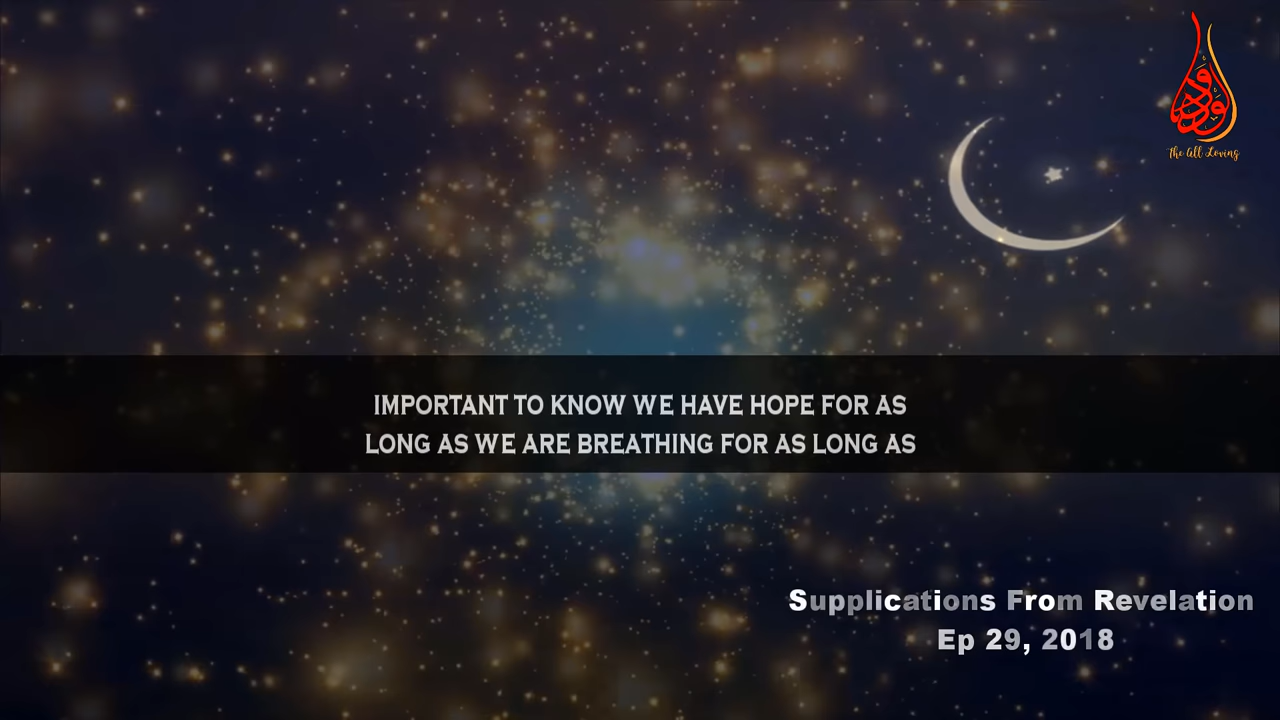 الودود
The All Loving
IMPORTANT TO KNOW WE HAVE HOPE FOR AS
LONG AS WE ARE BREATHING FOR AS LONG AS
Supplications From Revelation
Ep 29, 2018